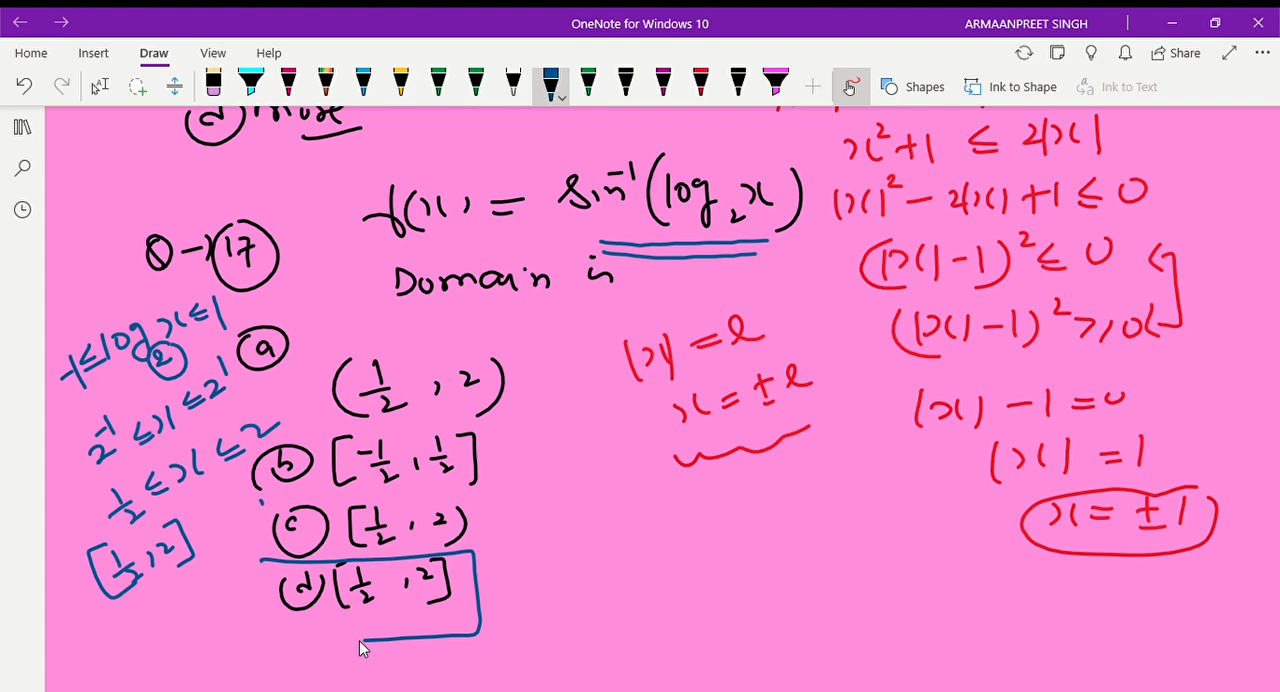 OneNote for Windows 10
ARMAANPREET SINGH
Home Insert Draw View Help
Share
Shapes
Ink to Shape
Ink to Text
(d)
f(x) = Sin⁻¹(log₂x)
Q → 17
Domain is
-1 ≤ log₂x ≤ 1
2⁻¹ ≤ x ≤ 2¹
1/2 ≤ x ≤ 2
[1/2, 2]
(a) (1/2, 2)
(b) [-1/2, 1/2]
(c) [1/2, 2)
(d) [1/2, 2]
|x| = l
x = ± l
x²+1 ≤ 2|x|
|x|² - 2|x| + 1 ≤ 0
(|x|-1)² ≤ 0
(|x|-1)² ≥ 0
|x| - 1 = 0
|x| = 1
x = ± 1